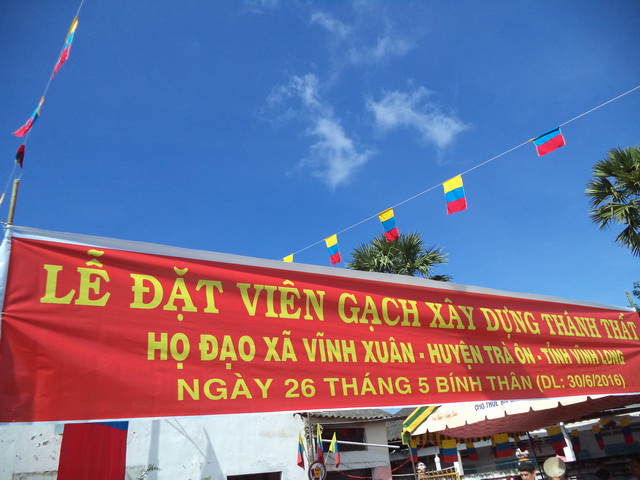 LỄ ĐẶT VIÊN GẠCH XÂY DỰNG THÁNH THẤT
HỌ ĐẠO XÃ VĨNH XUÂN - HUYỆN TRÀ ÔN - TỈNH VĨNH LONG
NGÀY 26 THÁNG 5 BÍNH THÂN (DL: 30/6/2016)